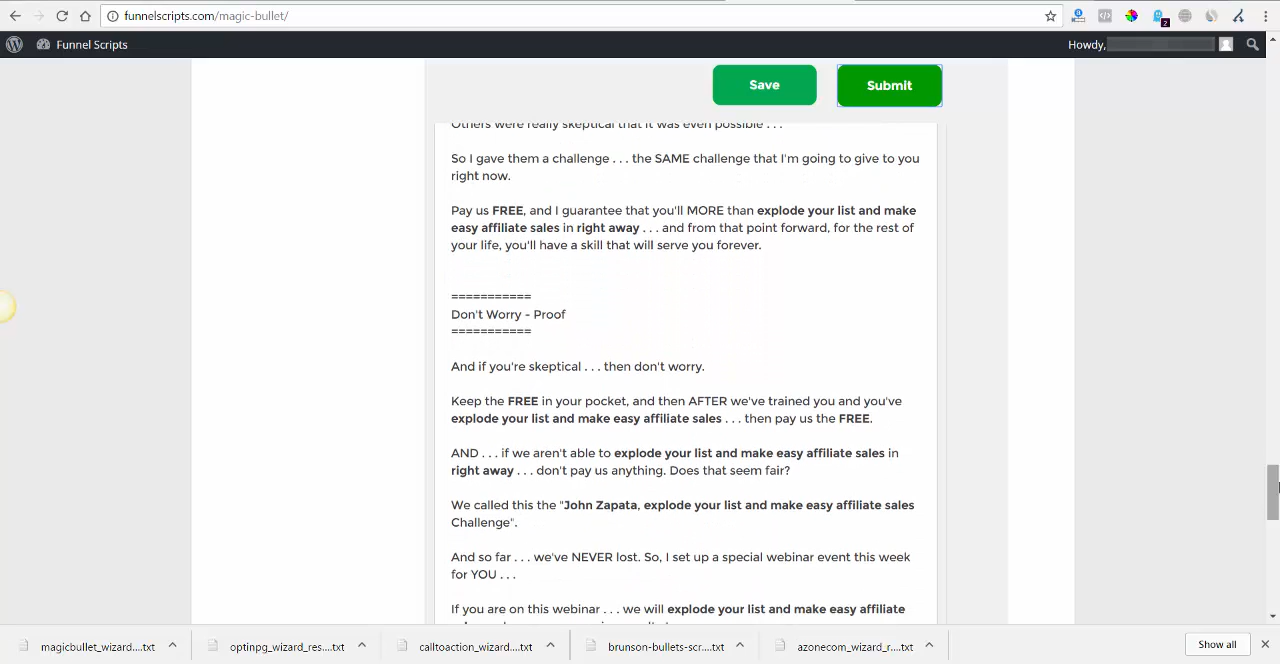 funnelscripts.com/magic-bullet/
2
Funnel Scripts
Howdy,
Save
Submit
Others were really skeptical that it was even possible . . .
So I gave them a challenge . . . the SAME challenge that I'm going to give to you
right now.
Pay us FREE, and I guarantee that you'll MORE than explode your list and make
easy affiliate sales in right away . . . and from that point forward, for the rest of
your life, you'll have a skill that will serve you forever.
===========
Don't Worry - Proof
===========
And if you're skeptical . . . then don't worry.
Keep the FREE in your pocket, and then AFTER we've trained you and you've
explode your list and make easy affiliate sales . . . then pay us the FREE.
AND . . . if we aren't able to explode your list and make easy affiliate sales in
right away . . . don't pay us anything. Does that seem fair?
We called this the "John Zapata, explode your list and make easy affiliate sales
Challenge".
And so far . . . we've NEVER lost. So, I set up a special webinar event this week
for YOU . . .
If you are on this webinar . . . we will explode your list and make easy affiliate
magicbullet_wizard....txt
optinpg_wizard_res....txt
calltoaction_wizard....txt
brunson-bullets-scr....txt
azonecom_wizard_r....txt
Show all